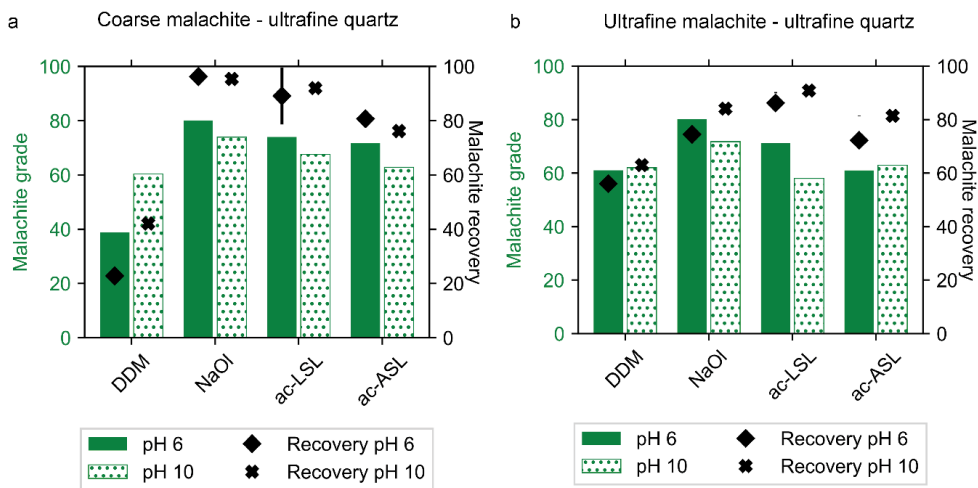 a
Coarse malachite - ultrafine quartz
100
80
60
40
20
0
Malachite grade
100
80
60
40
20
0
Malachite recovery
DDM
NaOl
ac-LSL
ac-ASL
pH 6
Recovery pH 6
pH 10
Recovery pH 10
b
Ultrafine malachite - ultrafine quartz
100
80
60
40
20
0
Malachite grade
100
80
60
40
20
0
Malachite recovery
DDM
NaOl
ac-LSL
ac-ASL
pH 6
Recovery pH 6
pH 10
Recovery pH 10